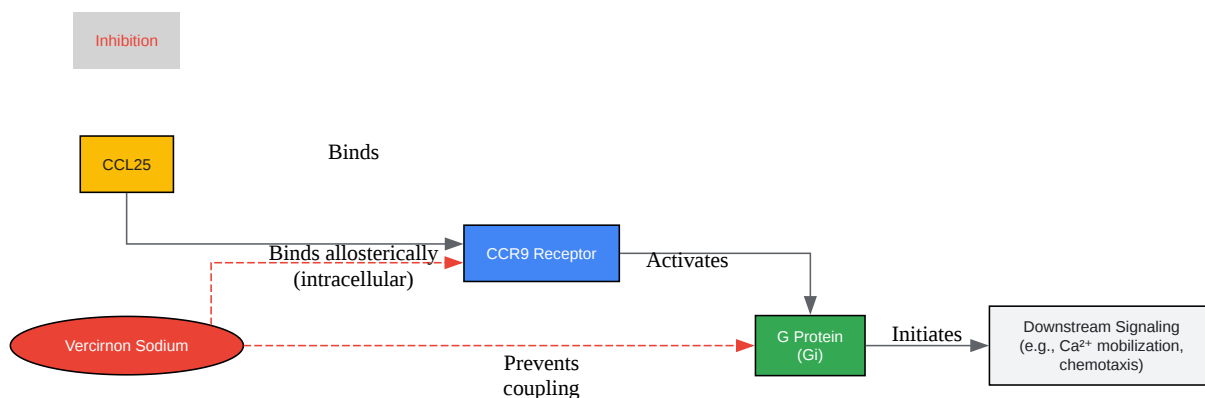 Inhibition
CCL25
Binds
Binds allosterically
(intracellular)
CCR9 Receptor
Activates
Vercirnon Sodium
Prevents
coupling
G Protein
(Gi)
Initiates
Downstream Signaling
(e.g., Ca²⁺ mobilization,
chemotaxis)